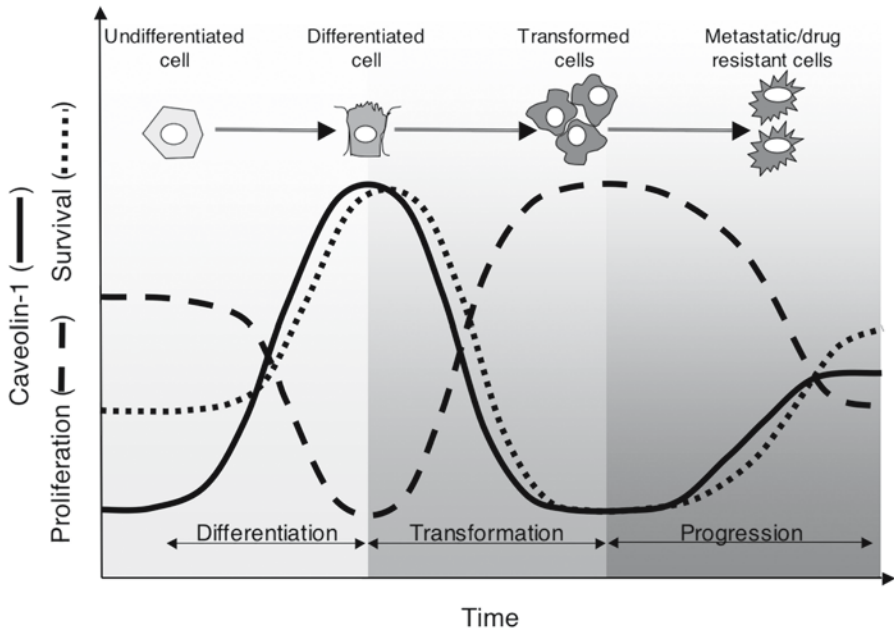 Undifferentiated
cell
Differentiated
cell
Transformed
cells
Metastatic/drug
resistant cells
Caveolin-1 (
)
Survival (
)
Proliferation (
)
Differentiation
Transformation
Progression
Time